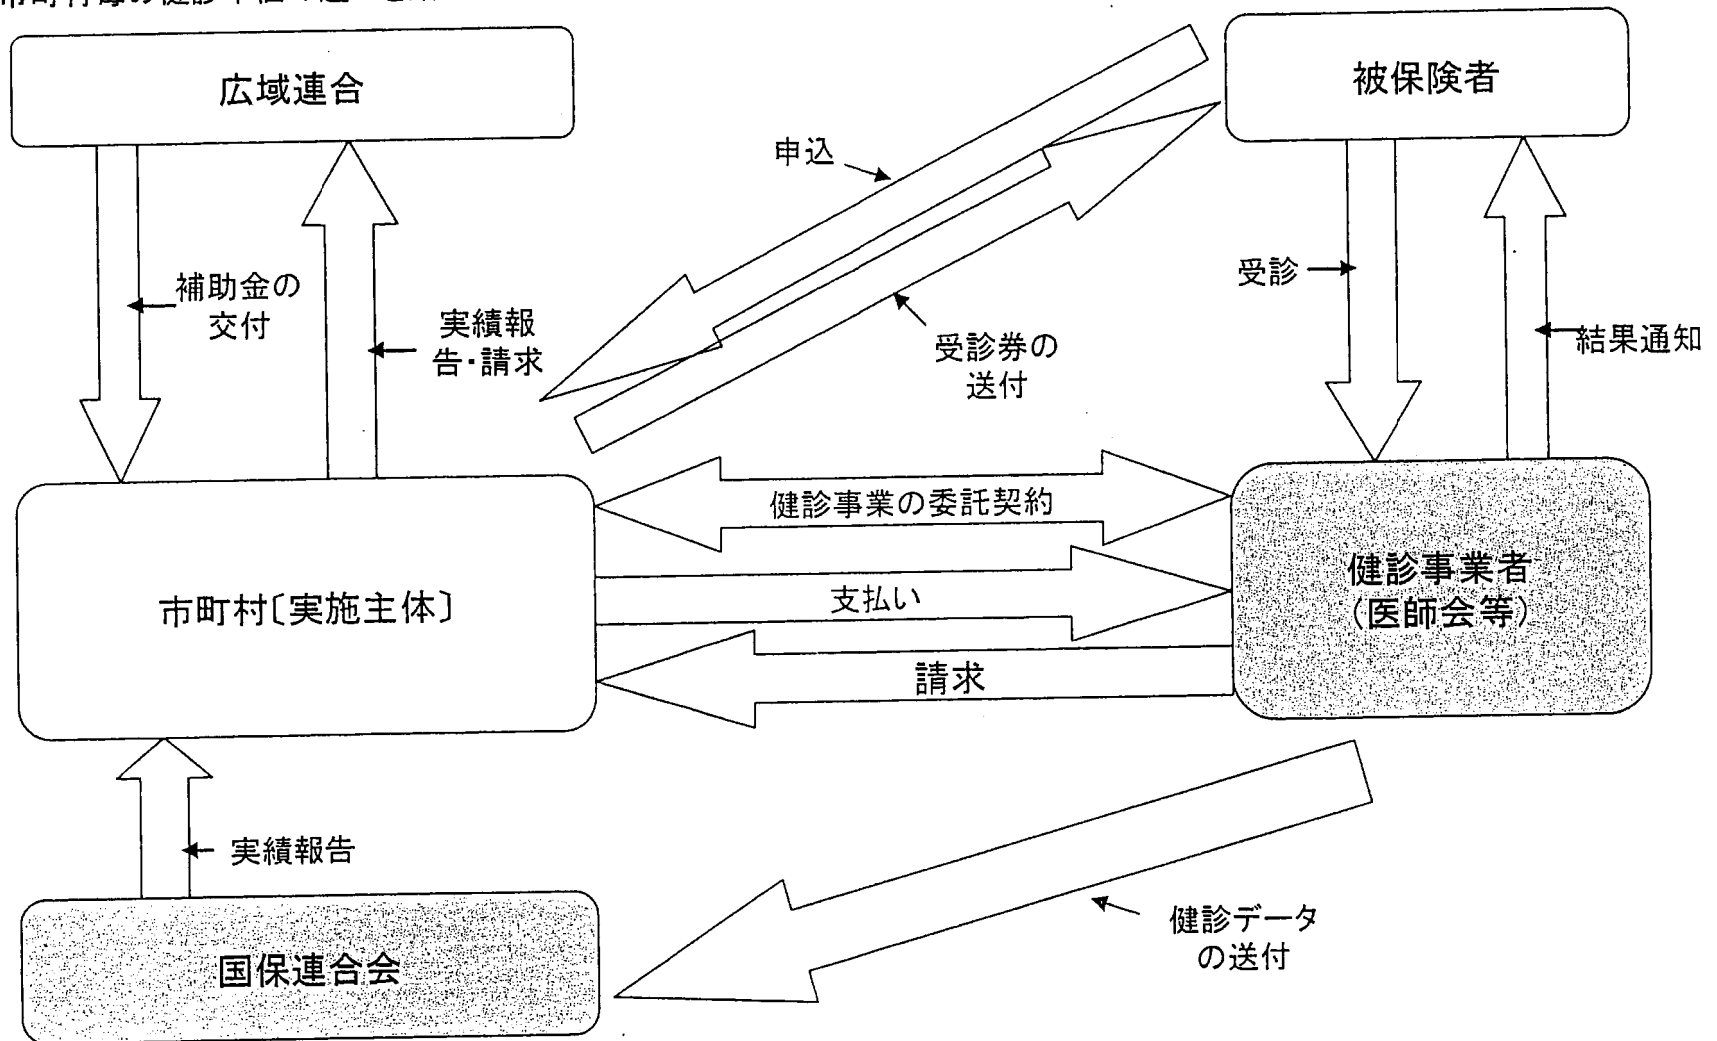 広域連合
被保険者
申込
補助金の
交付
実績報
告・請求
受診券の
送付
受診
結果通知
健診事業の委託契約
市町村〔実施主体〕
支払い
健診事業者
（医師会等）
請求
実績報告
国保連合会
健診データ
の送付